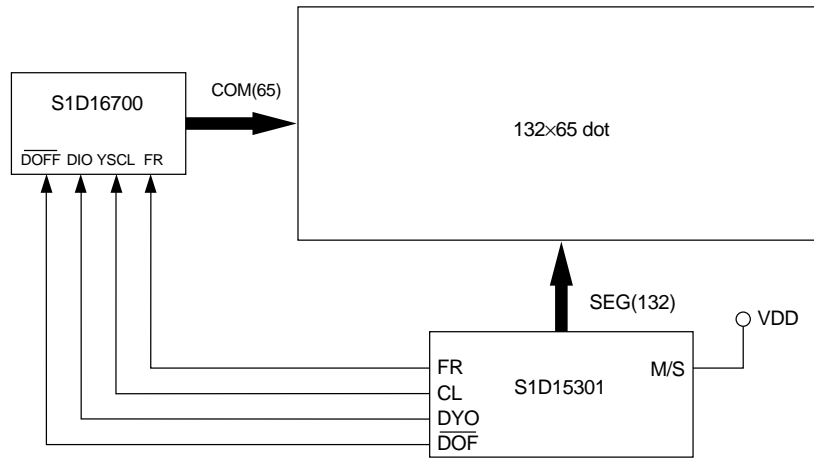 S1D16700
DOFF DIO YSCL FR
COM(65)
132×65 dot
SEG(132)
VDD
FR
CL
DYO
DOF
S1D15301
M/S